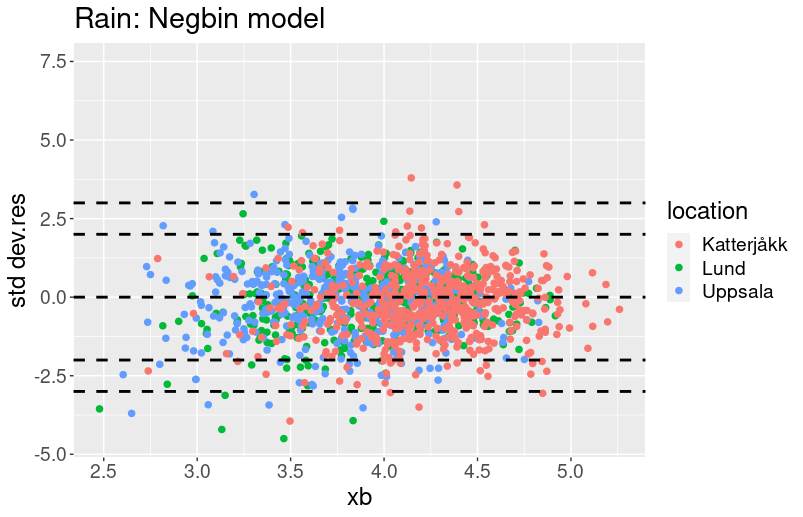 Rain: Negbin model
7.5
5.0
2.5
0.0
-2.5
-5.0
std dev.res
2.5 3.0 3.5 4.0 4.5 5.0
xb
location
Katterjåkk
Lund
Uppsala